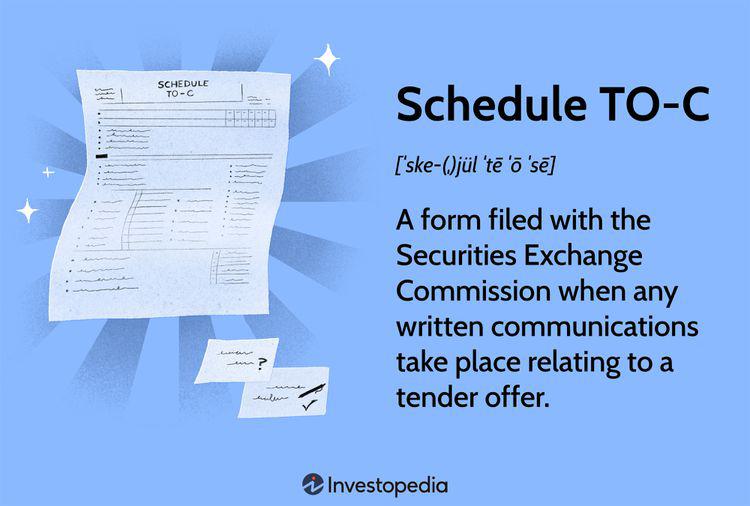 SCHEDULE
TO-C
Schedule TO-C
[ˈske-(ˌ)jül ˈtē ˈō ˈsē]
A form filed with the
Securities Exchange
Commission when any
written communications
take place relating to a
tender offer.
?
Investopedia